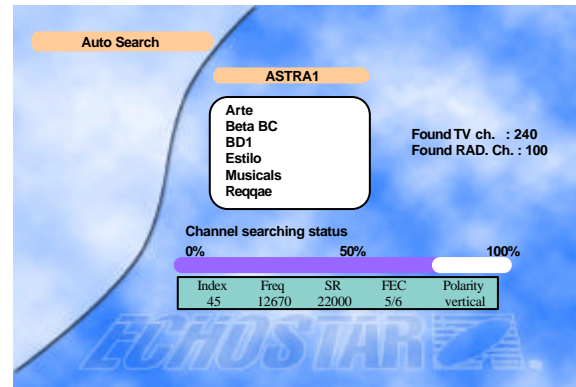 Auto Search
ASTRA1
Arte
Beta BC
BD1
Estilo
Musicals
Reqqae
Found TV ch. : 240
Found RAD. Ch. : 100
Channel searching status
0% 50% 100%
Index Freq SR FEC Polarity
45 12670 22000 5/6 vertical
ECHOSTAR